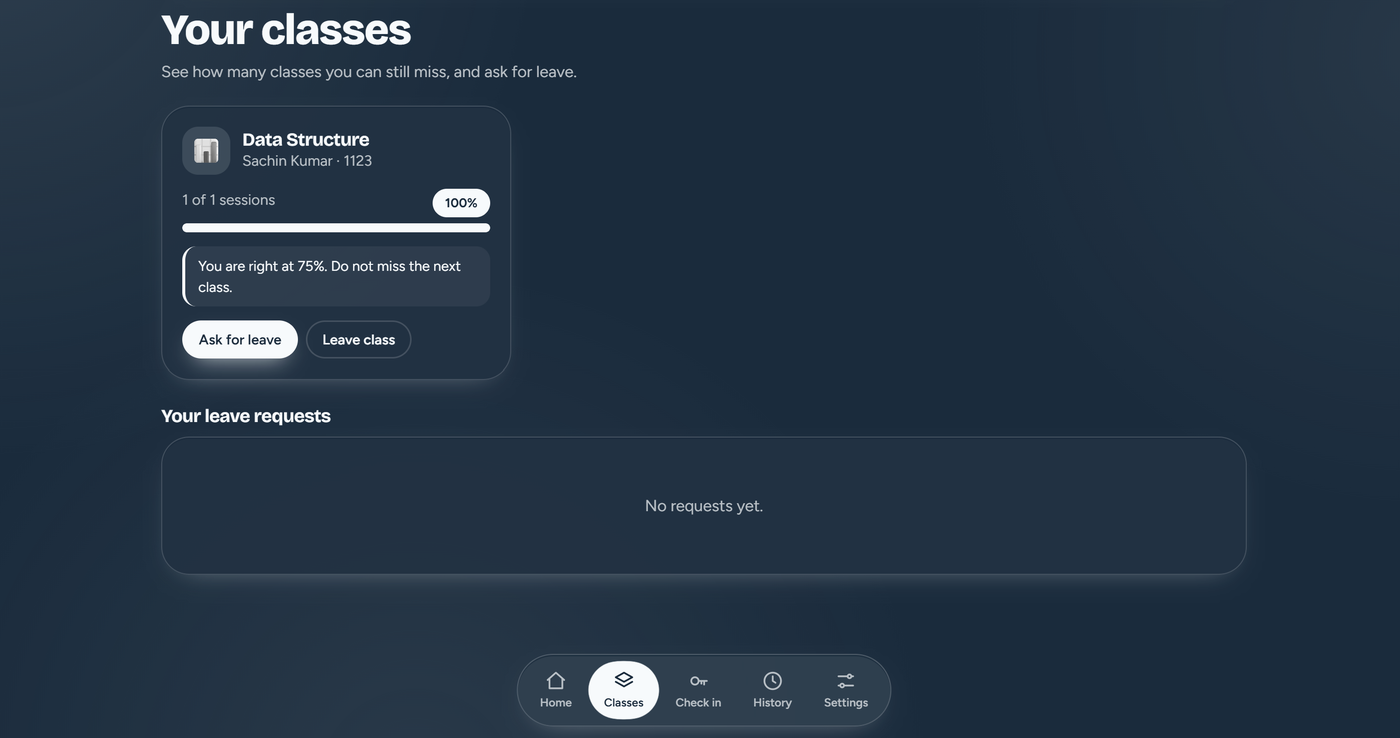 Your classes
See how many classes you can still miss, and ask for leave.
Data Structure
Sachin Kumar · 1123
1 of 1 sessions
100%
You are right at 75%. Do not miss the next
class.
Ask for leave
Leave class
Your leave requests
No requests yet.
Home
Classes
Check in
History
Settings